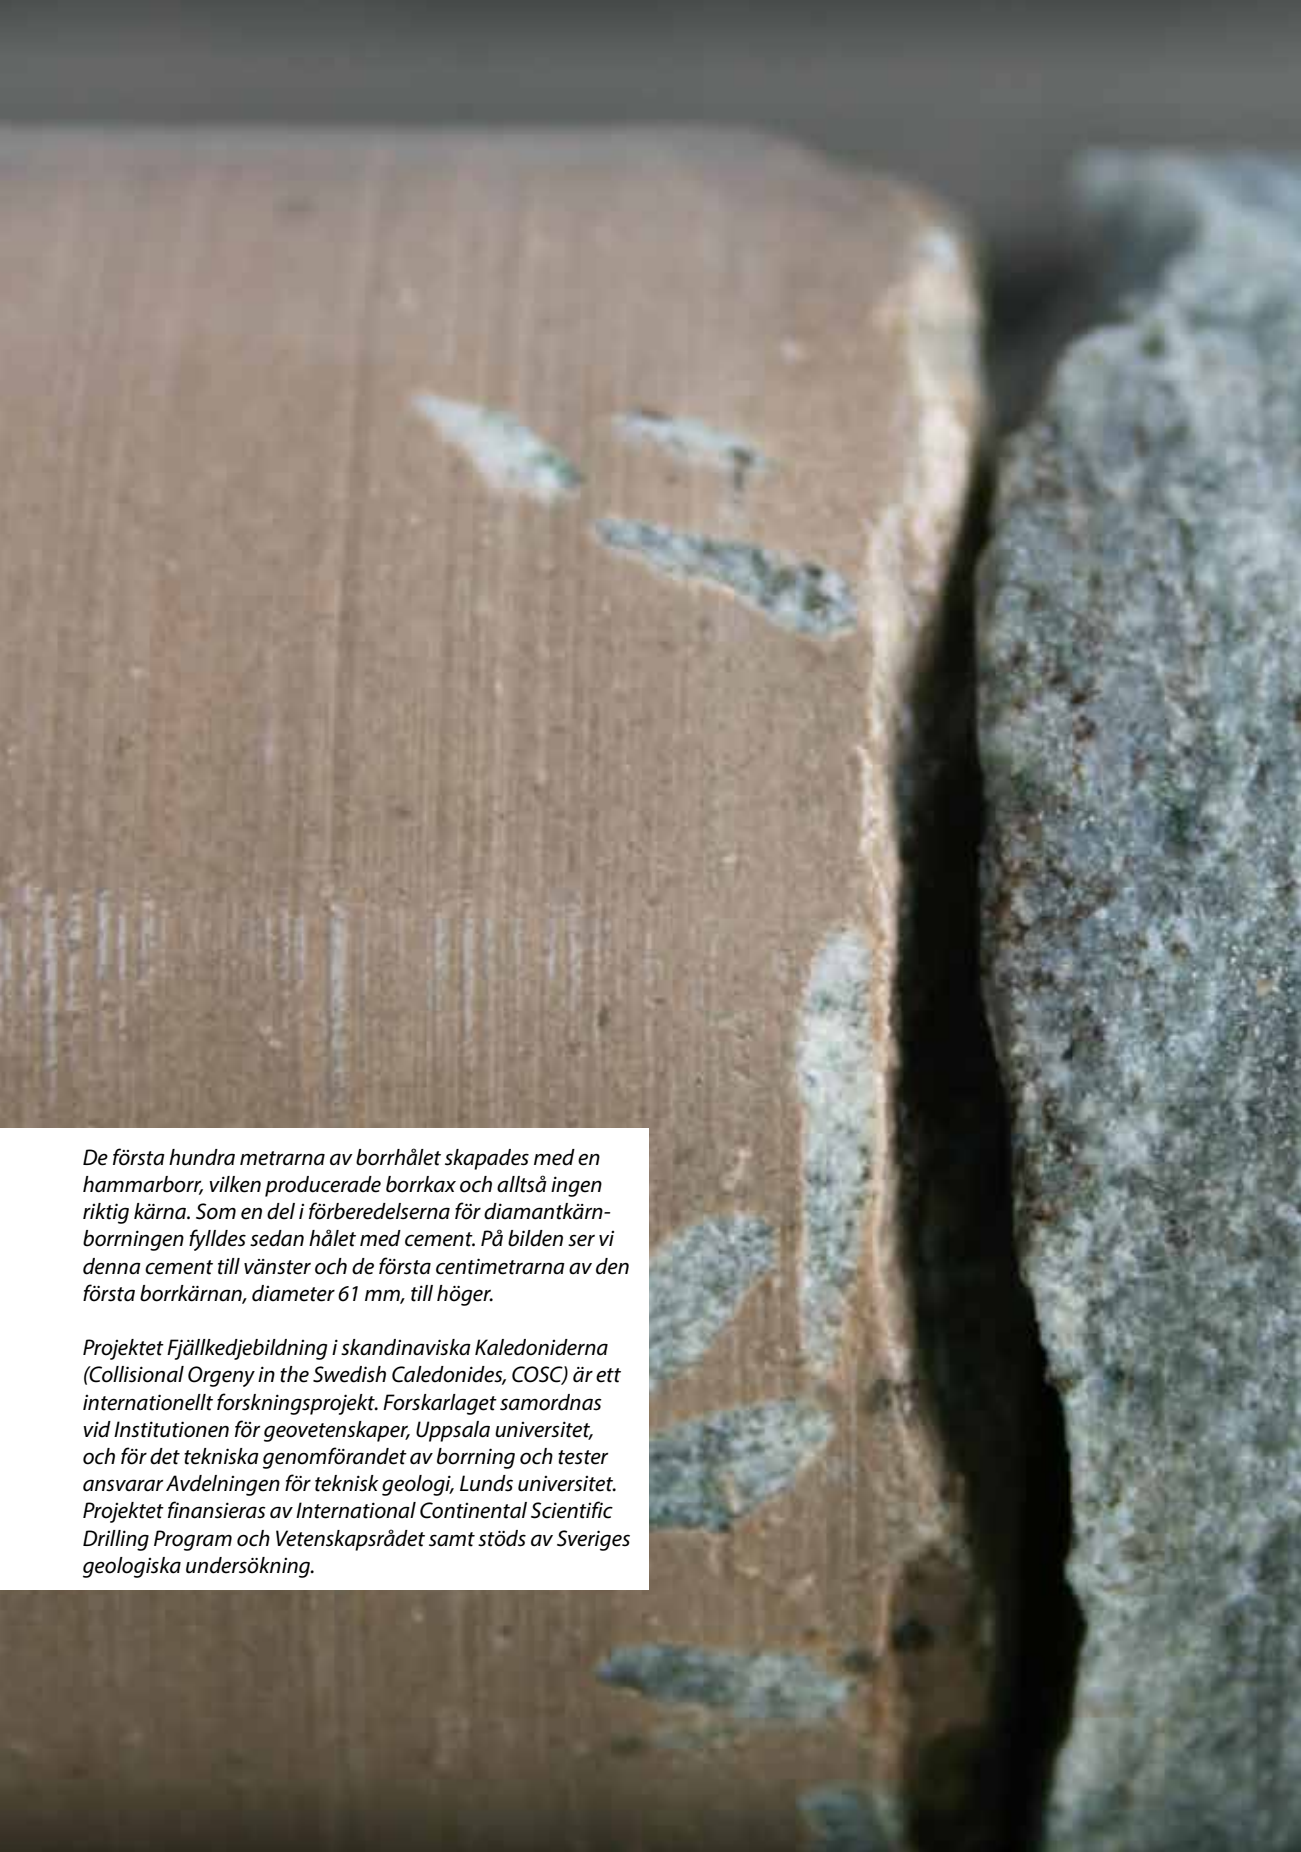 De första hundra metrarna av borrhålet skapades med en
hammarborr, vilken producerade borrkax och alltså ingen
riktig kärna. Som en del i förberedelserna för diamantkärn-
borrningen fylldes sedan hålet med cement. På bilden ser vi
denna cement till vänster och de första centimetrarna av den
första borrkärnan, diameter 61 mm, till höger.

Projektet Fjällkedjebildning i skandinaviska Kaledoniderna
(Collisional Orgeny in the Swedish Caledonides, COSC) är ett
internationellt forskningsprojekt. Forskarlaget samordnas
vid Institutionen för geovetenskaper, Uppsala universitet,
och för det tekniska genomförandet av borrning och tester
ansvarar Avdelningen för teknisk geologi, Lunds universitet.
Projektet finansieras av International Continental Scientific
Drilling Program och Vetenskapsrådet samt stöds av Sveriges
geologiska undersökning.